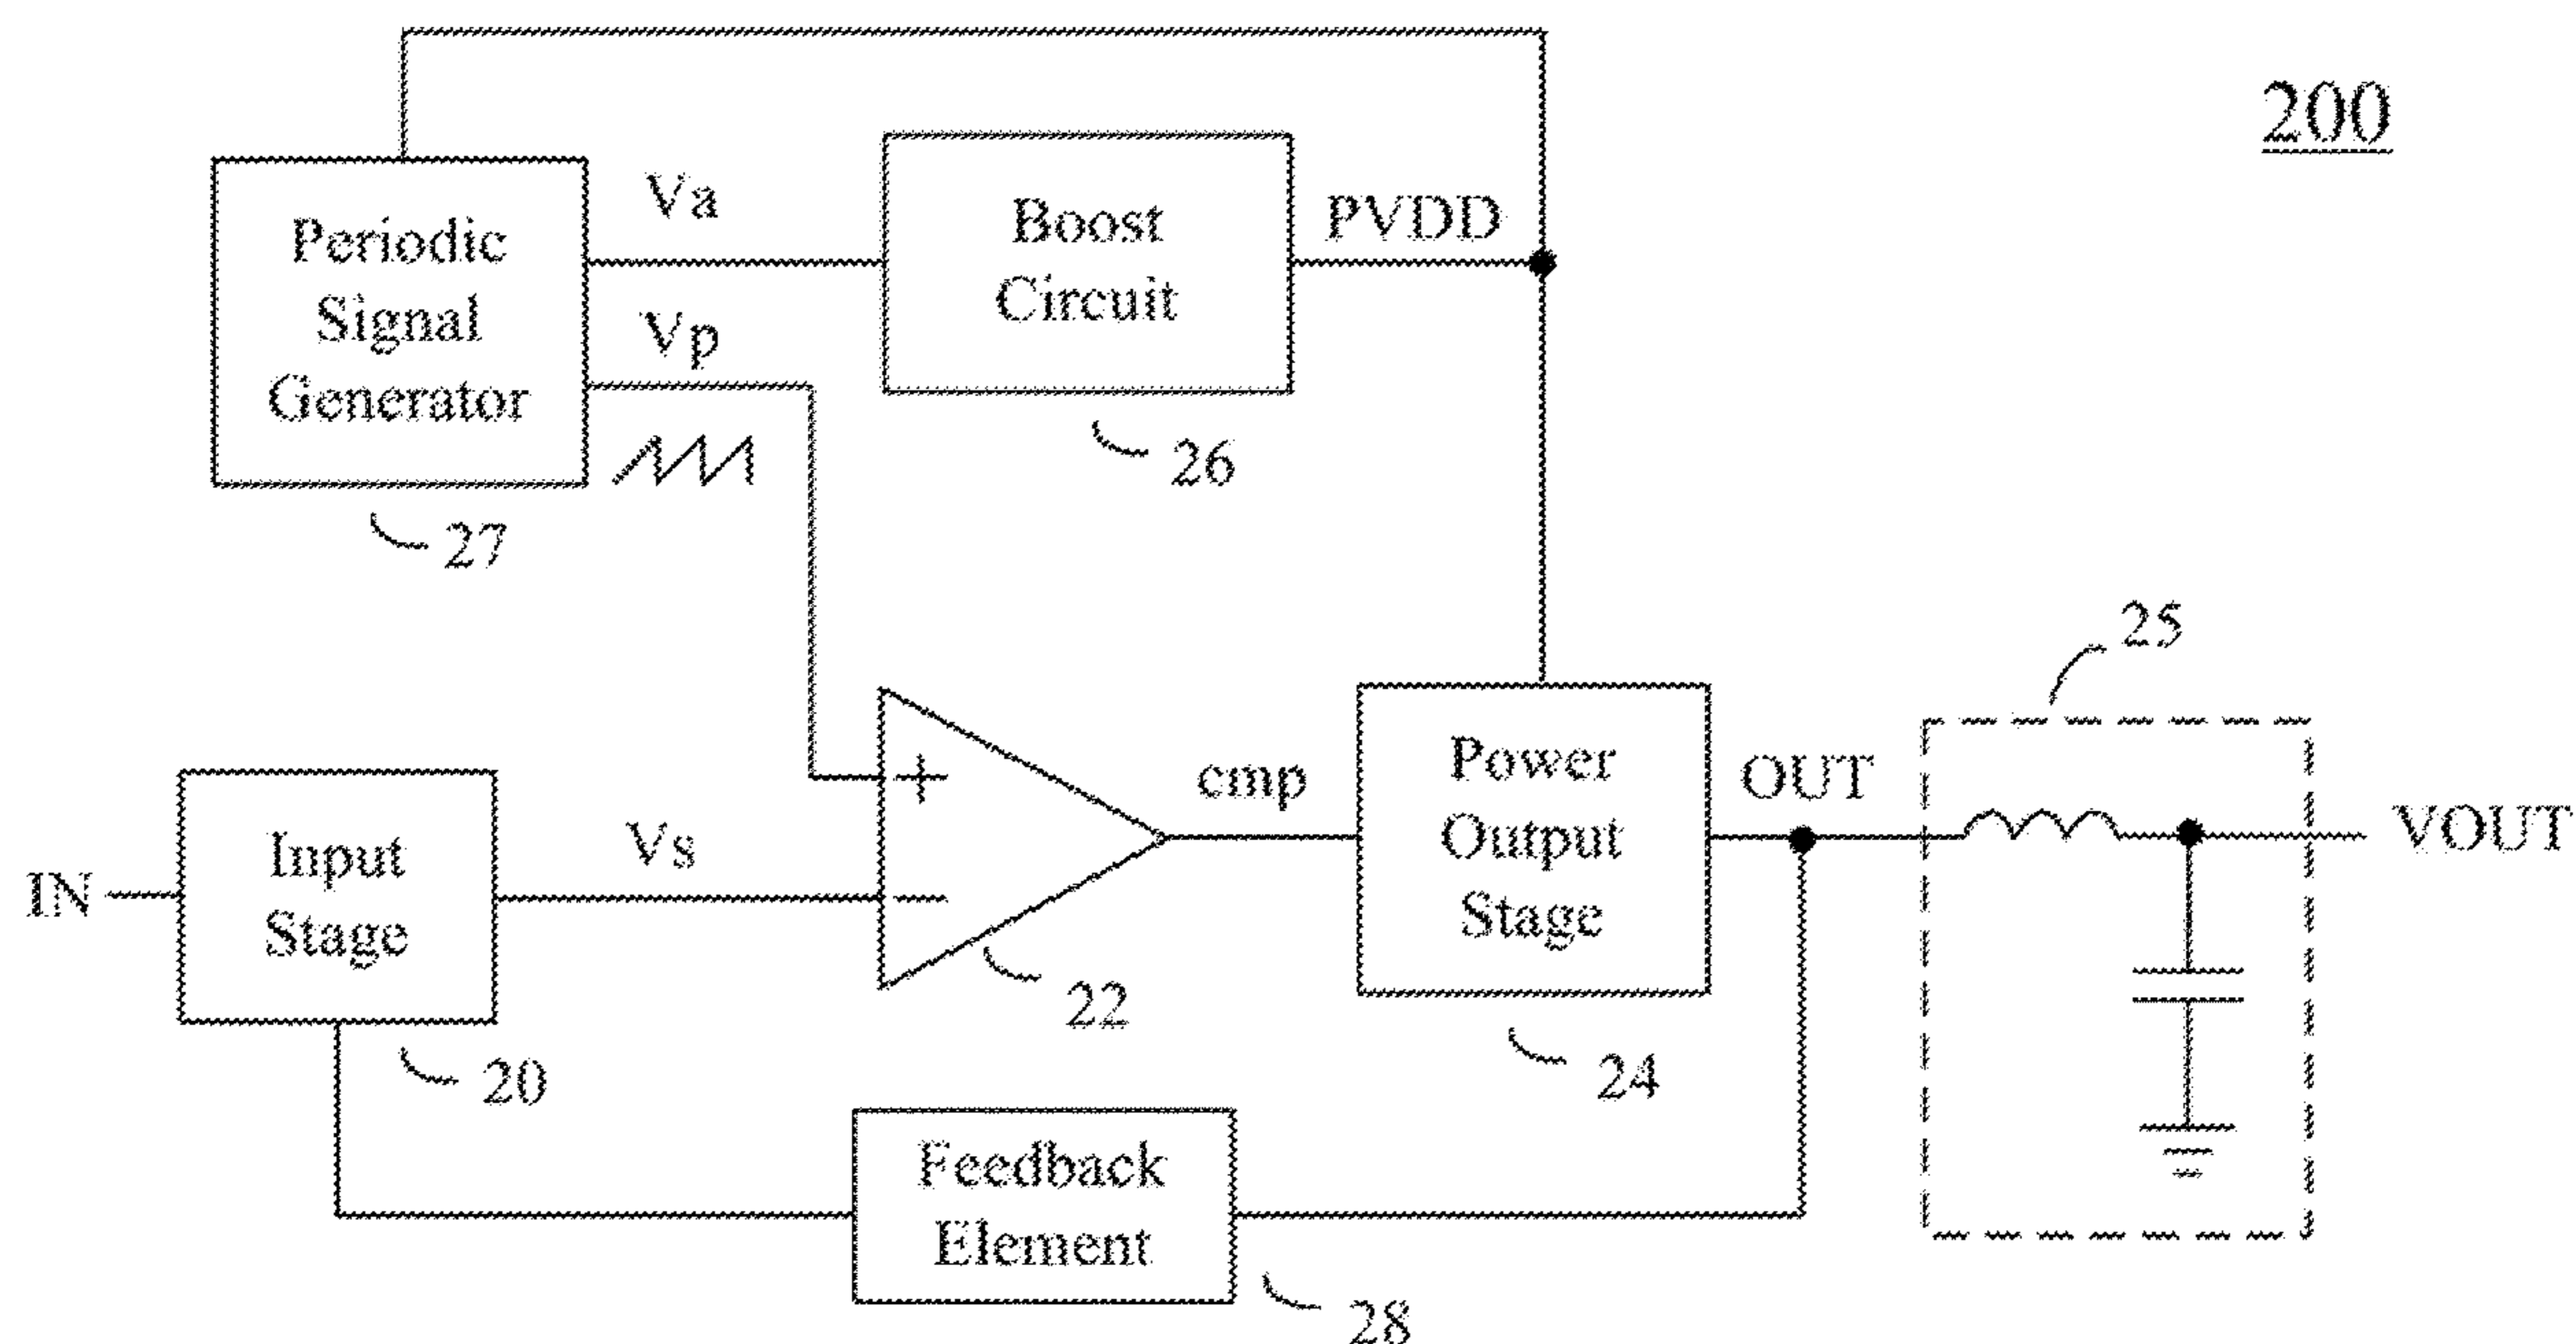 200
Periodic
Signal
Generator
Va
Vp
Boost
Circuit
PVDD
26
27
25
Input
Stage
IN
Vs
+
−
cmp
Power
Output
Stage
OUT
VOUT
22
20
24
Feedback
Element
28